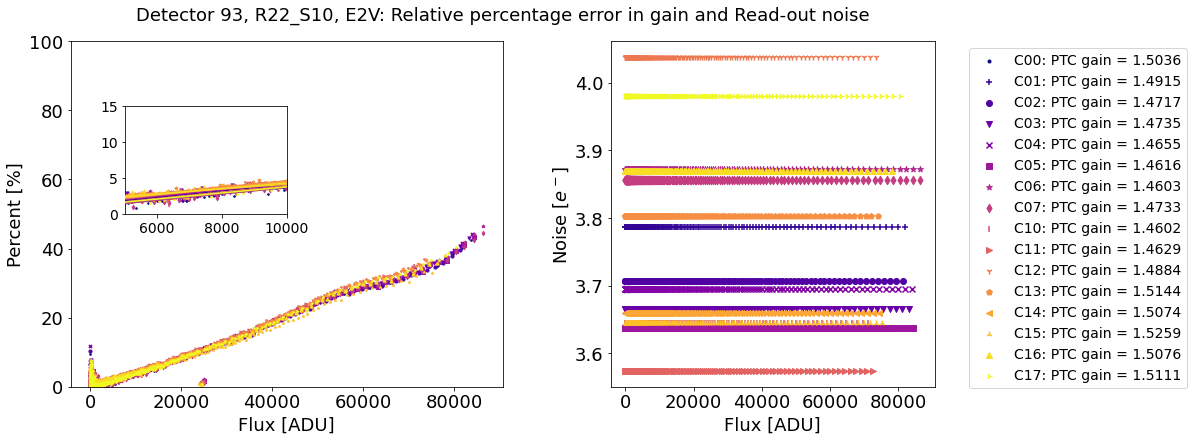 Detector 93, R22_S10, E2V: Relative percentage error in gain and Read-out noise
100
80
60
40
20
0
Percent [%]
0 20000 40000 60000 80000
Flux [ADU]
15
10
5
0
6000 8000 10000
4.0
3.9
3.8
3.7
3.6
Noise [e⁻]
0 20000 40000 60000 80000
Flux [ADU]
C00: PTC gain = 1.5036
C01: PTC gain = 1.4915
C02: PTC gain = 1.4717
C03: PTC gain = 1.4735
C04: PTC gain = 1.4655
C05: PTC gain = 1.4616
C06: PTC gain = 1.4603
C07: PTC gain = 1.4733
C10: PTC gain = 1.4602
C11: PTC gain = 1.4629
C12: PTC gain = 1.4884
C13: PTC gain = 1.5144
C14: PTC gain = 1.5074
C15: PTC gain = 1.5259
C16: PTC gain = 1.5076
C17: PTC gain = 1.5111